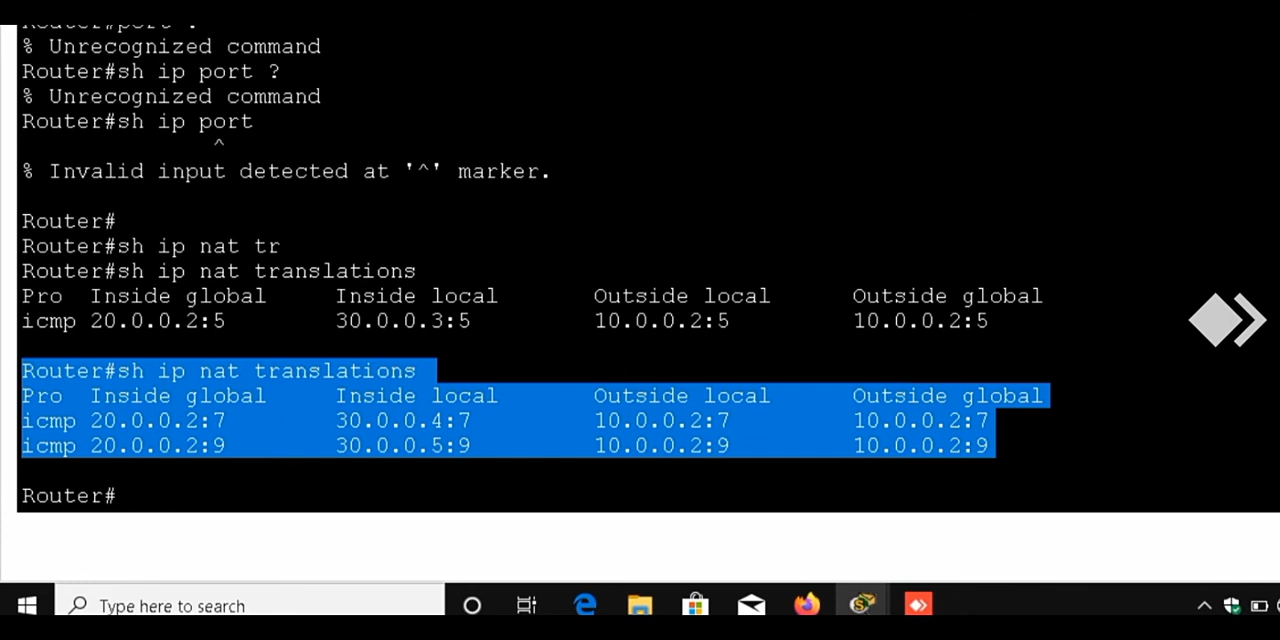 Router#port ?
% Unrecognized command
Router#sh ip port ?
% Unrecognized command
Router#sh ip port
^
% Invalid input detected at '^' marker.
Router#
Router#sh ip nat tr
Router#sh ip nat translations
Pro Inside global Inside local Outside local Outside global
icmp 20.0.0.2:5 30.0.0.3:5 10.0.0.2:5 10.0.0.2:5
Router#sh ip nat translations
Pro Inside global Inside local Outside local Outside global
icmp 20.0.0.2:7 30.0.0.4:7 10.0.0.2:7 10.0.0.2:7
icmp 20.0.0.2:9 30.0.0.5:9 10.0.0.2:9 10.0.0.2:9
Router#
Type here to search